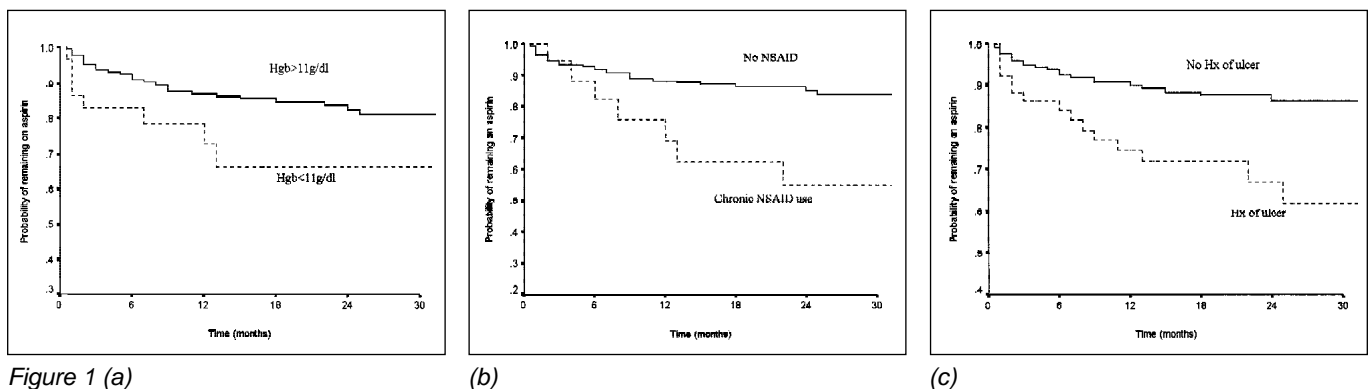 1.0
.9
.8
.7
.6
.5
.4
.3
Probability of remaining on aspirin
Hgb>11g/dl
Hgb<11g/dl
0 6 12 18 24 30
Time (months)
1.0
.9
.8
.7
.6
.5
.4
.3
.2
Probability of remaining on aspirin
No NSAID
Chronic NSAID use
0 6 12 18 24 30
Time (months)
1.0
.9
.8
.7
.6
.5
.4
Probability of remaining on aspirin
No Hx of ulcer
Hx of ulcer
0 6 12 18 24 30
Time (months)
Figure 1 (a)
(b)
(c)